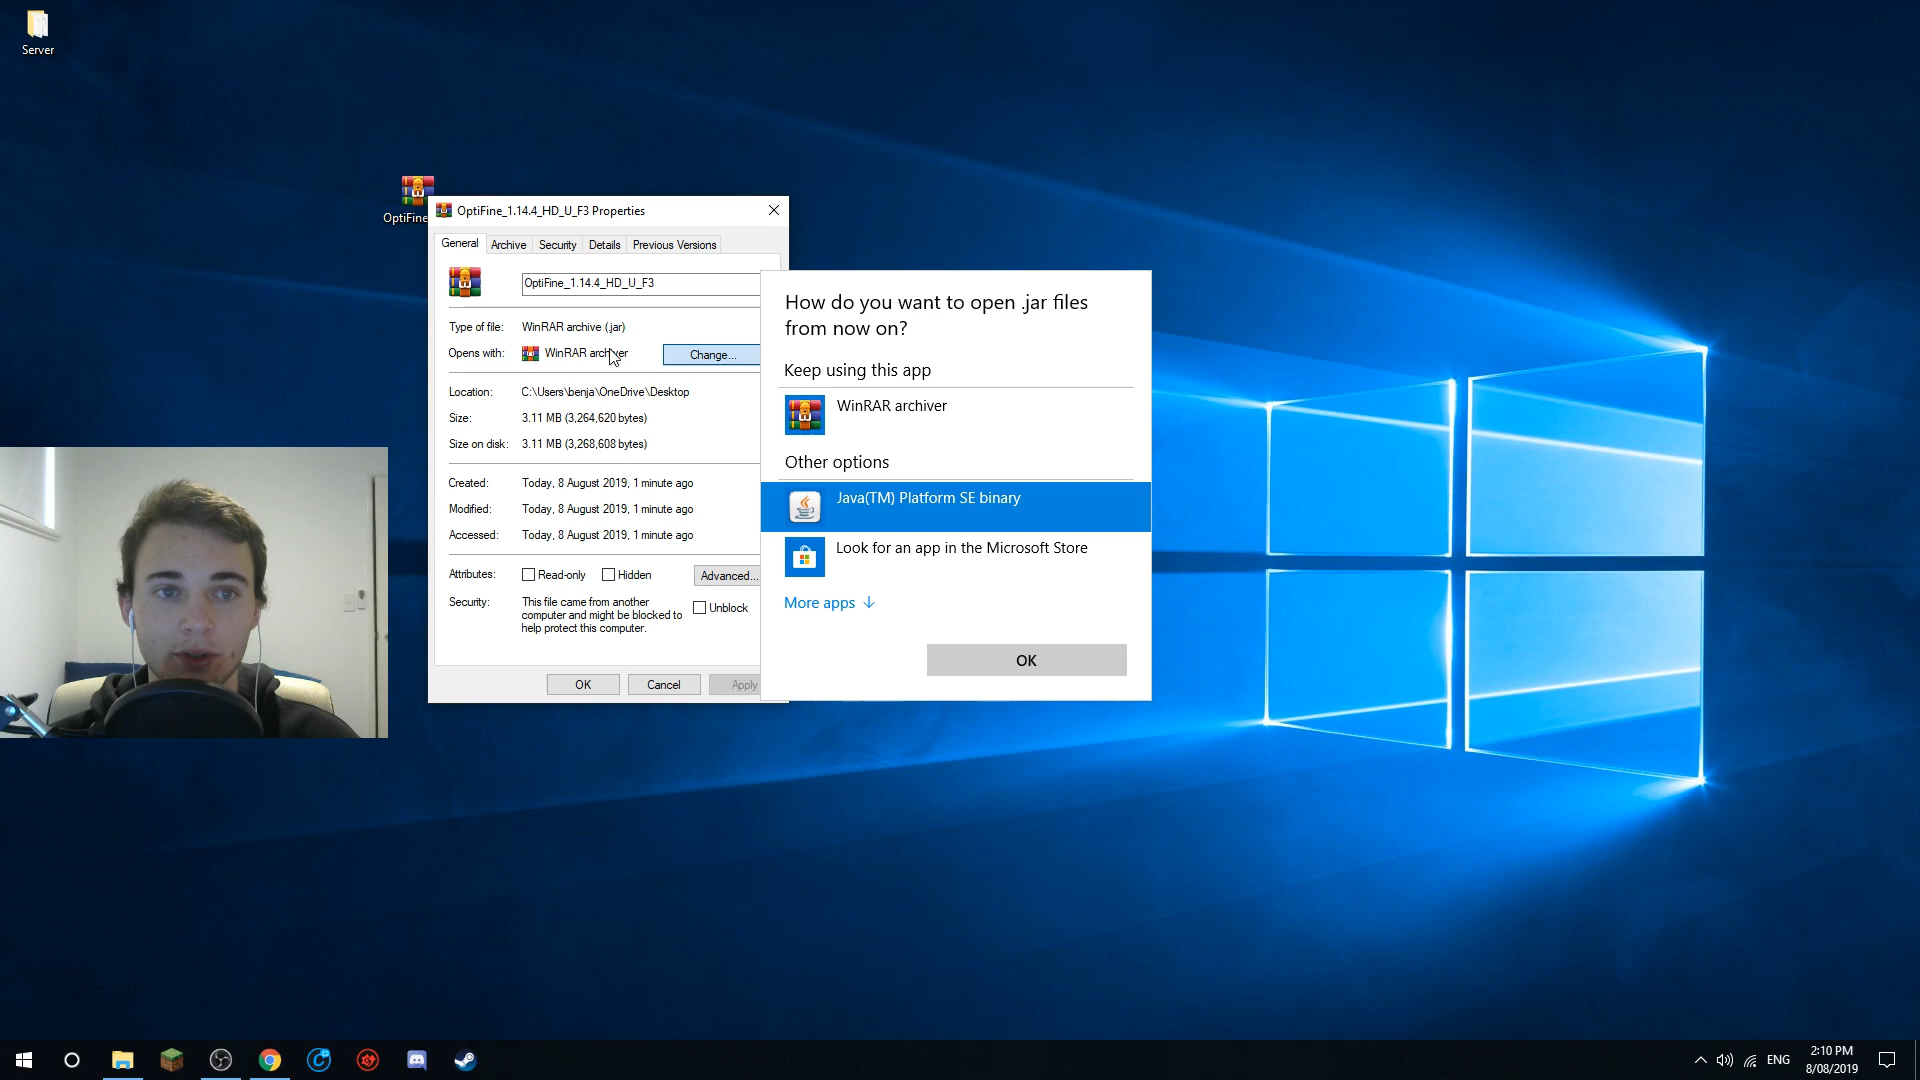 Server
OptiFine
OptiFine_1.14.4_HD_U_F3 Properties
General Archive Security Details Previous Versions
OptiFine_1.14.4_HD_U_F3
Type of file: WinRAR archive (.jar)
Opens with: WinRAR archiver Change...
Location: C:\Users\benja\OneDrive\Desktop
Size: 3.11 MB (3,264,620 bytes)
Size on disk: 3.11 MB (3,268,608 bytes)
Created: Today, 8 August 2019, 1 minute ago
Modified: Today, 8 August 2019, 1 minute ago
Accessed: Today, 8 August 2019, 1 minute ago
Attributes: Read-only Hidden Advanced...
Security: This file came from another
computer and might be blocked to
help protect this computer.
Unblock
OK Cancel Apply
How do you want to open .jar files
from now on?
Keep using this app
WinRAR archiver
Other options
Java(TM) Platform SE binary
Look for an app in the Microsoft Store
More apps
OK
ENG
2:10 PM
8/08/2019